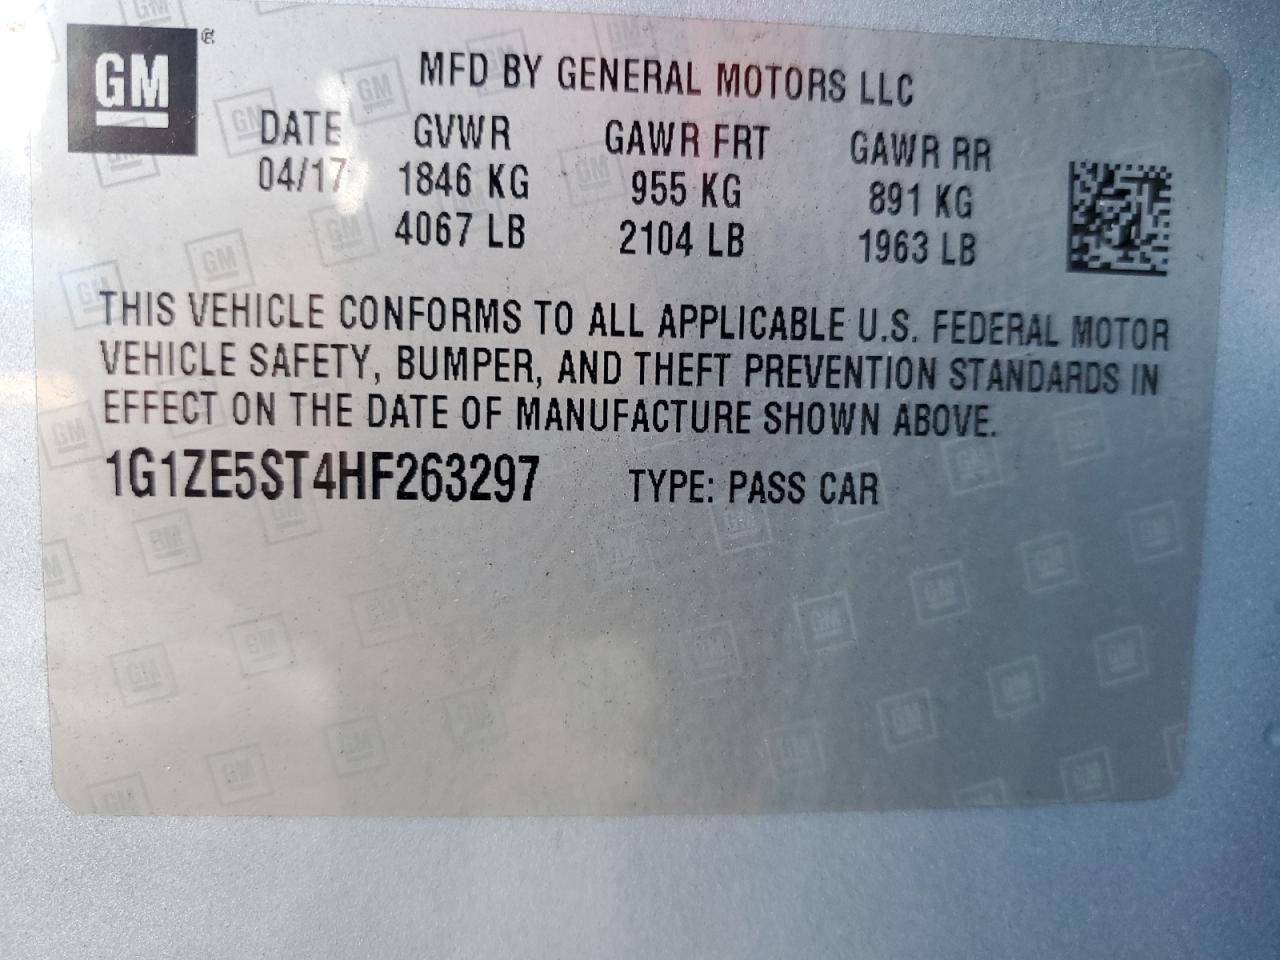 GM®
MFD BY GENERAL MOTORS LLC
DATE GVWR GAWR FRT GAWR RR
04/17 1846 KG 955 KG 891 KG
4067 LB 2104 LB 1963 LB
THIS VEHICLE CONFORMS TO ALL APPLICABLE U.S. FEDERAL MOTOR
VEHICLE SAFETY, BUMPER, AND THEFT PREVENTION STANDARDS IN
EFFECT ON THE DATE OF MANUFACTURE SHOWN ABOVE.
1G1ZE5ST4HF263297 TYPE: PASS CAR